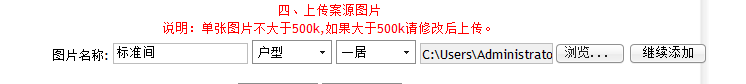 四、上传案源图片
说明：单张图片不大于500k,如果大于500k请修改后上传。
图片名称: 标准间 户型 一居 C:\Users\Administrato 浏览... 继续添加